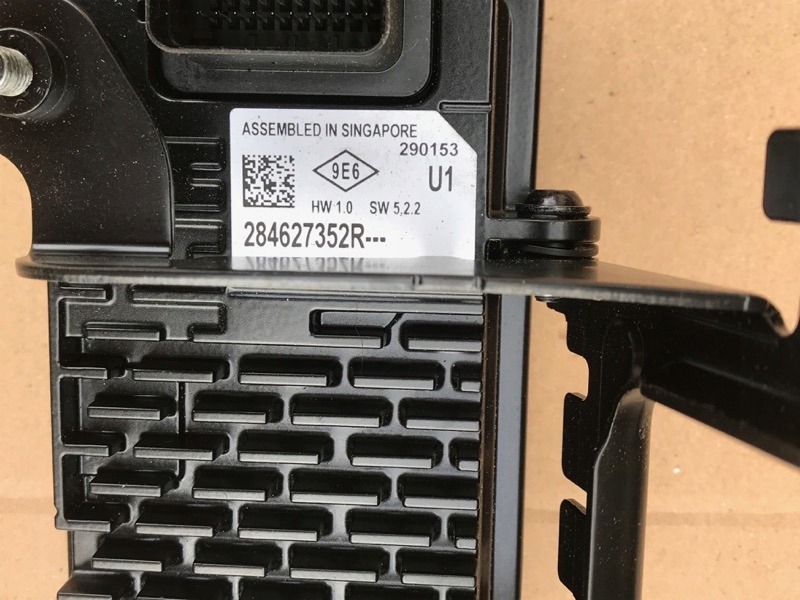 ASSEMBLED IN SINGAPORE
290153
9E6
U1
HW 1.0 SW 5,2.2
284627352R---